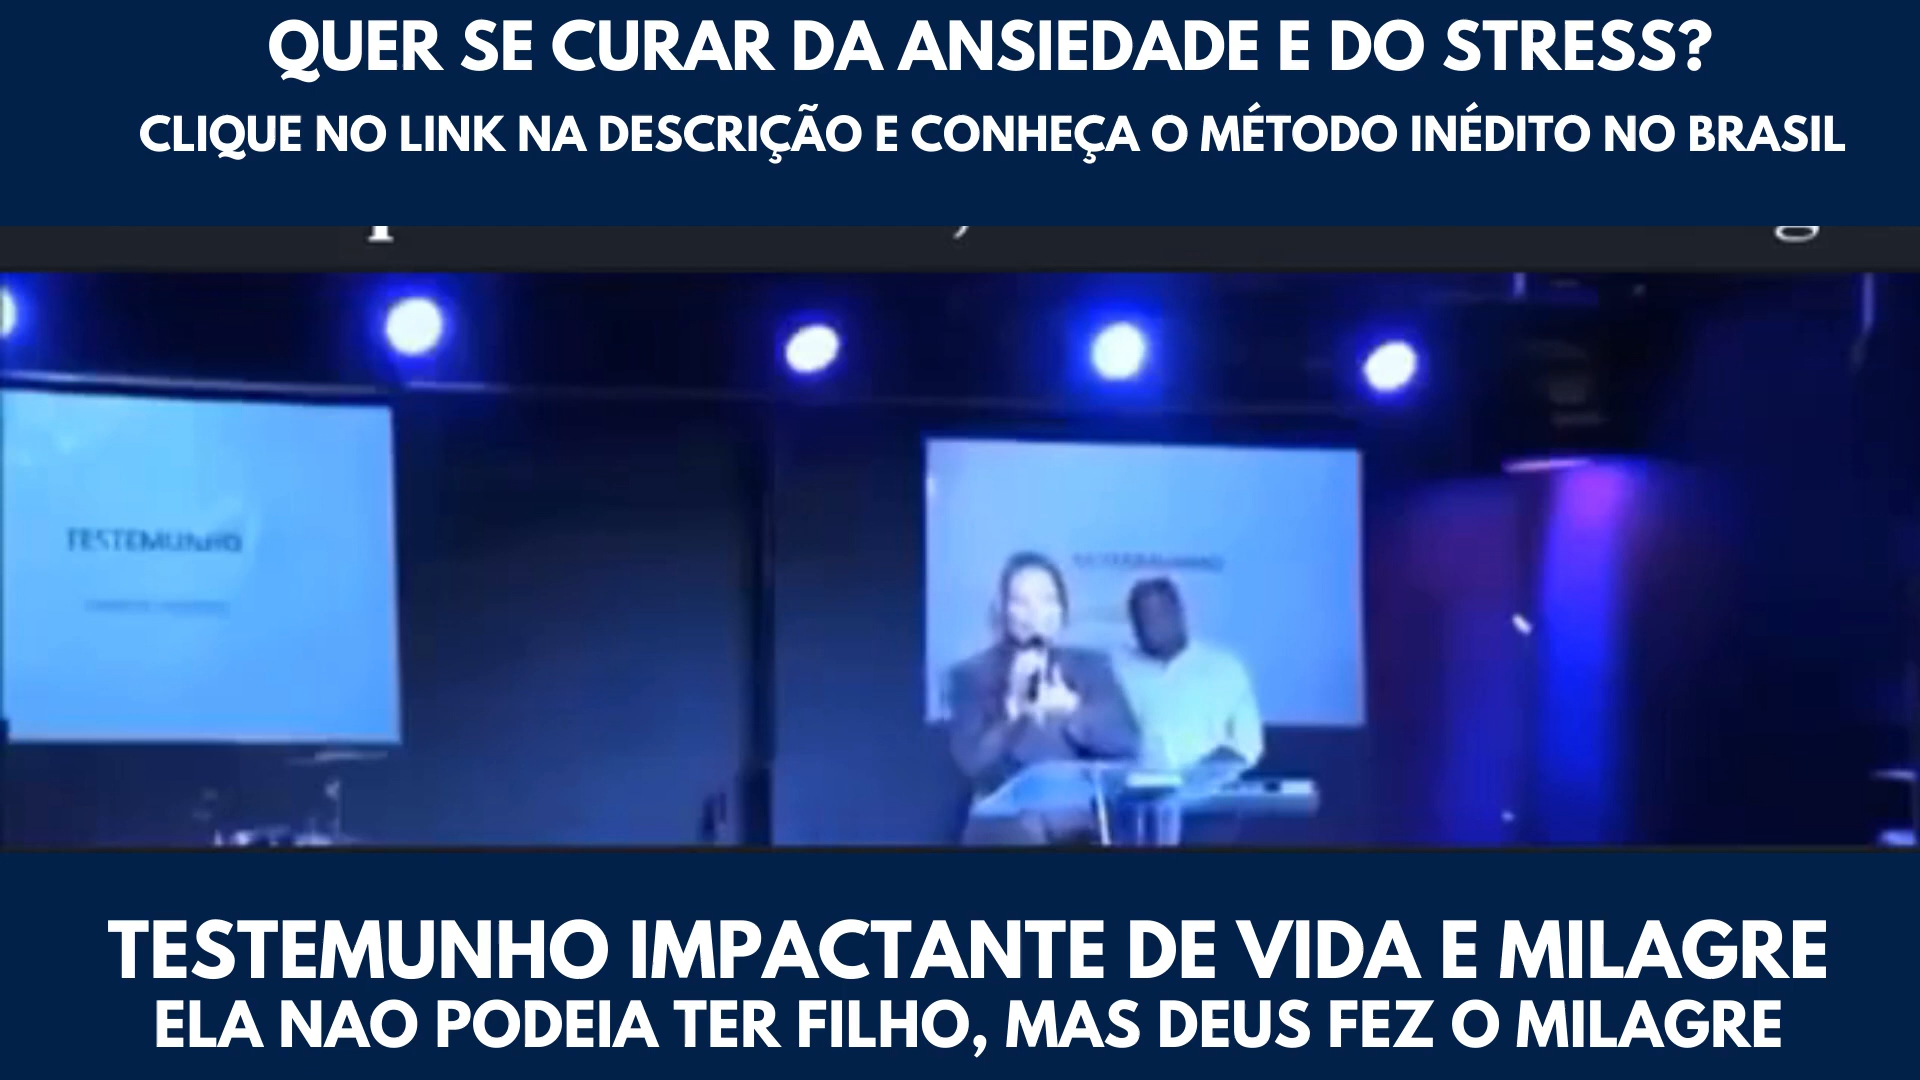 QUER SE CURAR DA ANSIEDADE E DO STRESS?
CLIQUE NO LINK NA DESCRIÇÃO E CONHEÇA O MÉTODO INÉDITO NO BRASIL
TESTEMUNHO
TESTEMUNHO IMPACTANTE DE VIDA E MILAGRE
ELA NAO PODEIA TER FILHO, MAS DEUS FEZ O MILAGRE